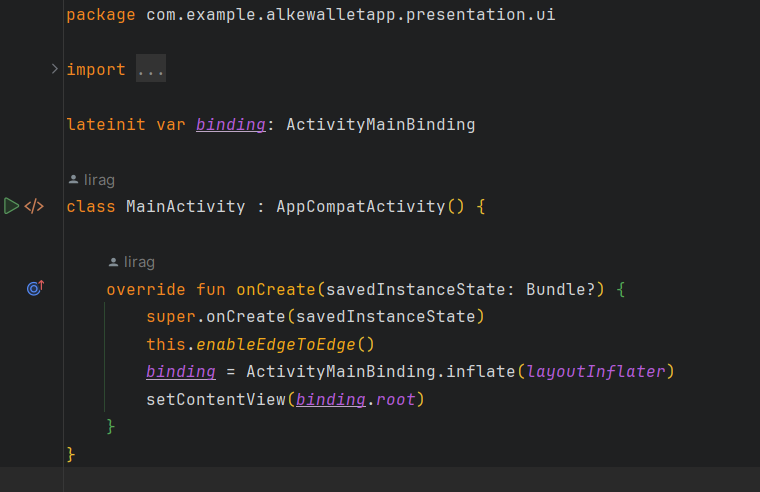 package com.example.alkewalletapp.presentation.ui
import ...
lateinit var binding: ActivityMainBinding
lirag
class MainActivity : AppCompatActivity() {
lirag
override fun onCreate(savedInstanceState: Bundle?) {
super.onCreate(savedInstanceState)
this.enableEdgeToEdge()
binding = ActivityMainBinding.inflate(layoutInflater)
setContentView(binding.root)
}
}